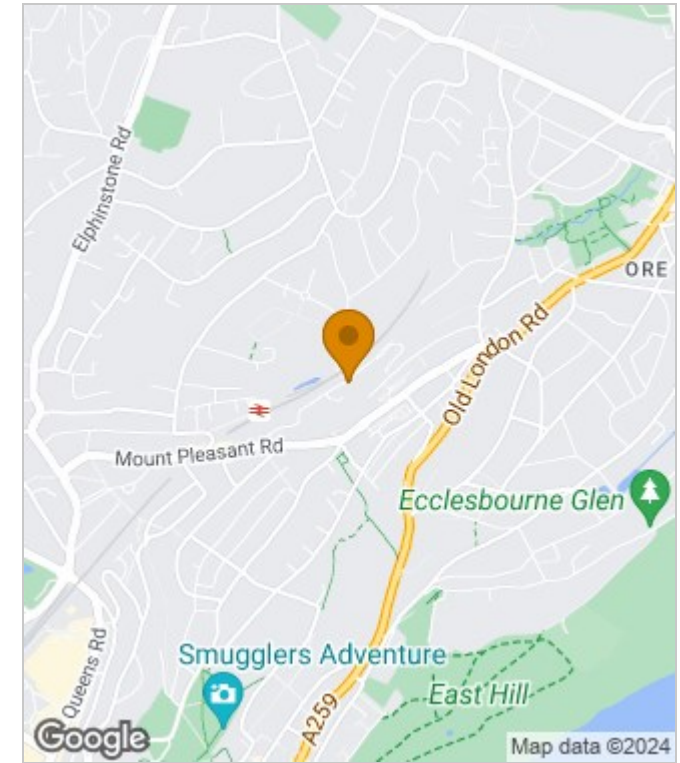 Elphinstone Rd
ORE
Old London Rd
Mount Pleasant Rd
Ecclesbourne Glen
Queens Rd
Smugglers Adventure
East Hill
A259
Google
Map data ©2024